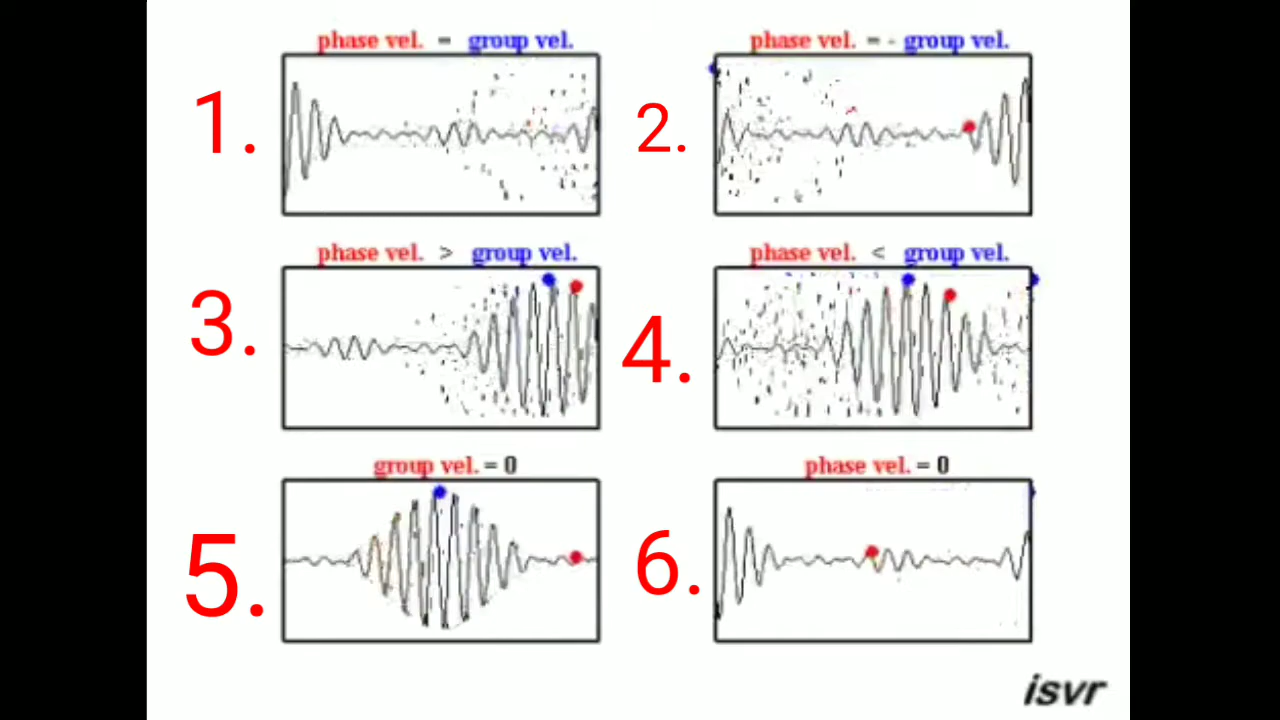 phase vel. = group vel.
phase vel. = - group vel.
1.
2.
phase vel. > group vel.
phase vel. < group vel.
3.
4.
group vel. = 0
phase vel. = 0
5.
6.
isvr